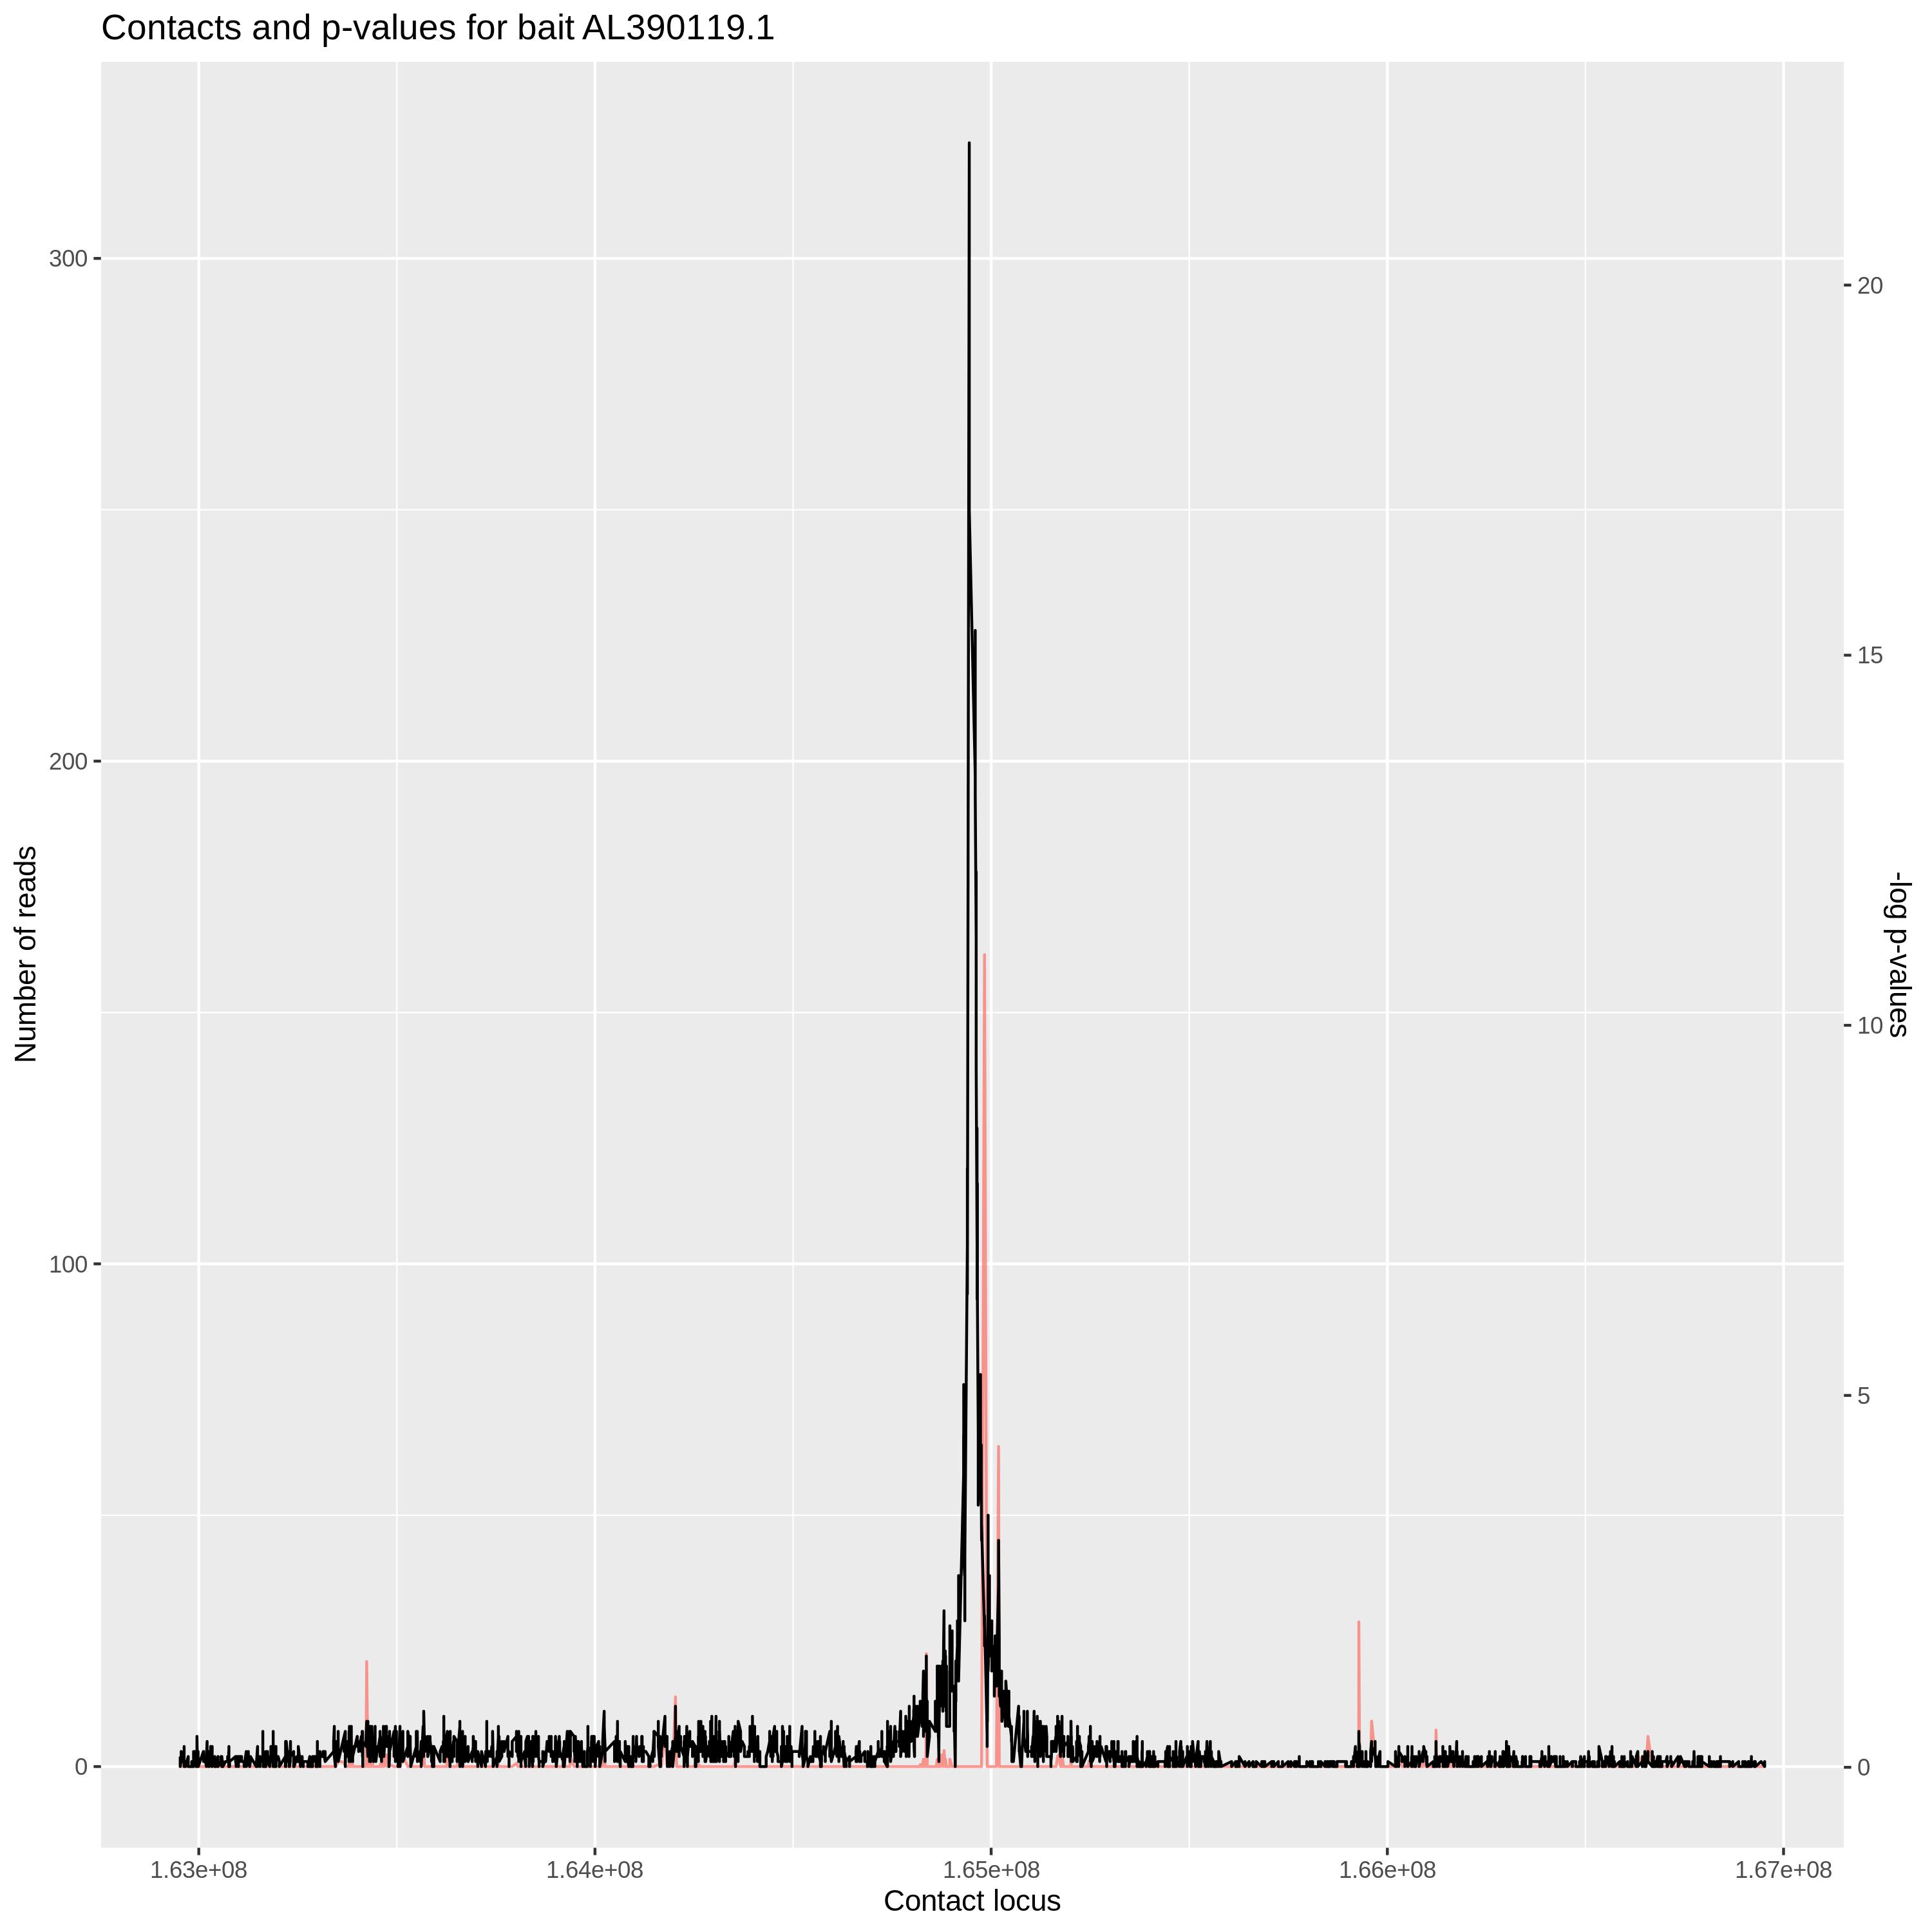 Contacts and p-values for bait AL390119.1
300
200
100
0
Number of reads
20
15
10
5
0
-log p-values
1.63e+08
1.64e+08
1.65e+08
1.66e+08
1.67e+08
Contact locus